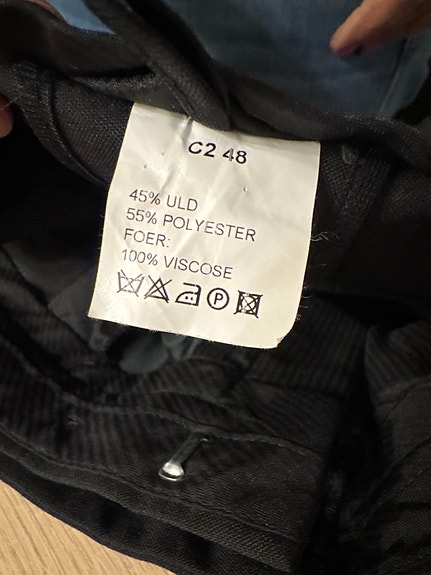 C2 48
45% ULD
55% POLYESTER
FOER:
100% VISCOSE
P